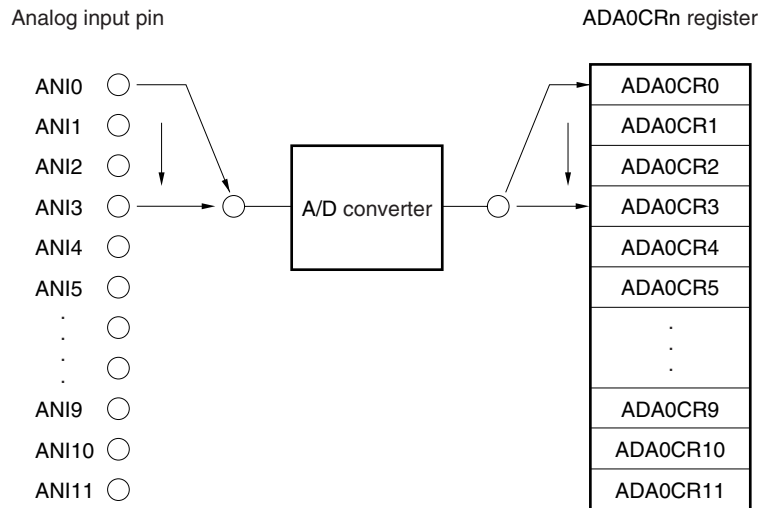 Analog input pin
ADA0CRn register
ANI0
ADA0CR0
ANI1
ADA0CR1
ANI2
ADA0CR2
ANI3
A/D converter
ADA0CR3
ANI4
ADA0CR4
ANI5
ADA0CR5
.
.
.
.
.
.
.
ANI9
ADA0CR9
ANI10
ADA0CR10
ANI11
ADA0CR11